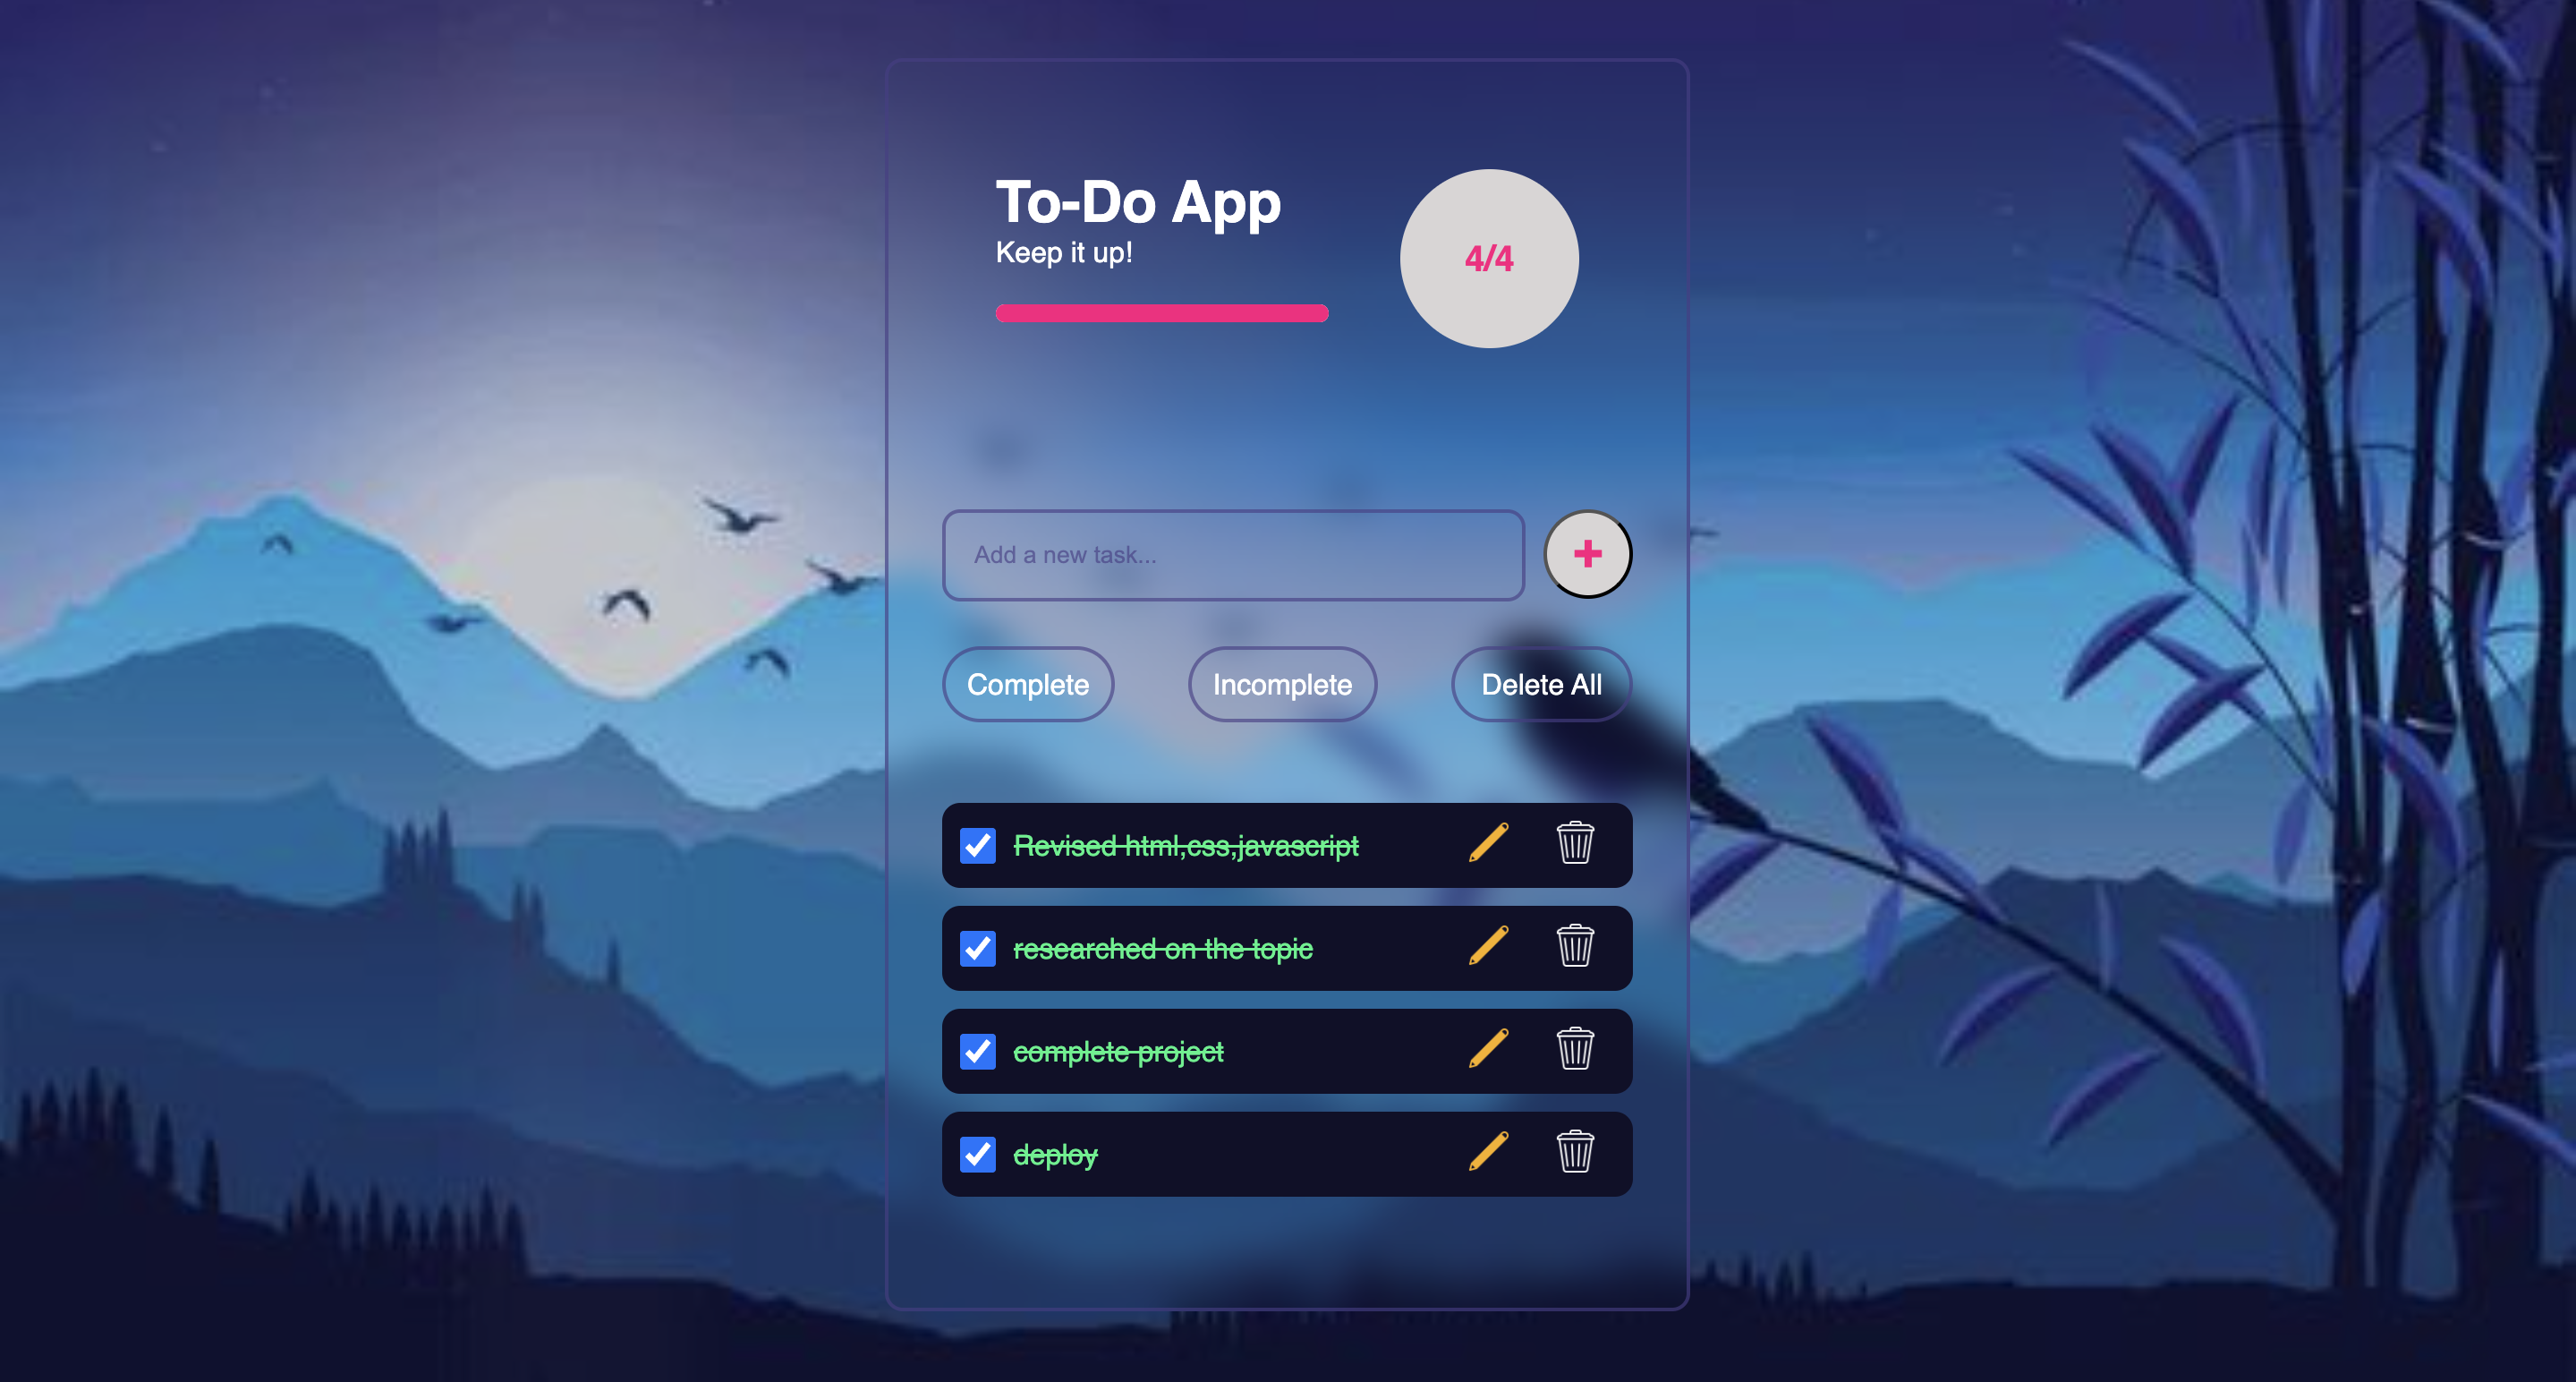 To-Do App
Keep it up!
4/4
Add a new task...
Complete
Incomplete
Delete All
Revised html,css,javascript
researched on the topic
complete project
deploy